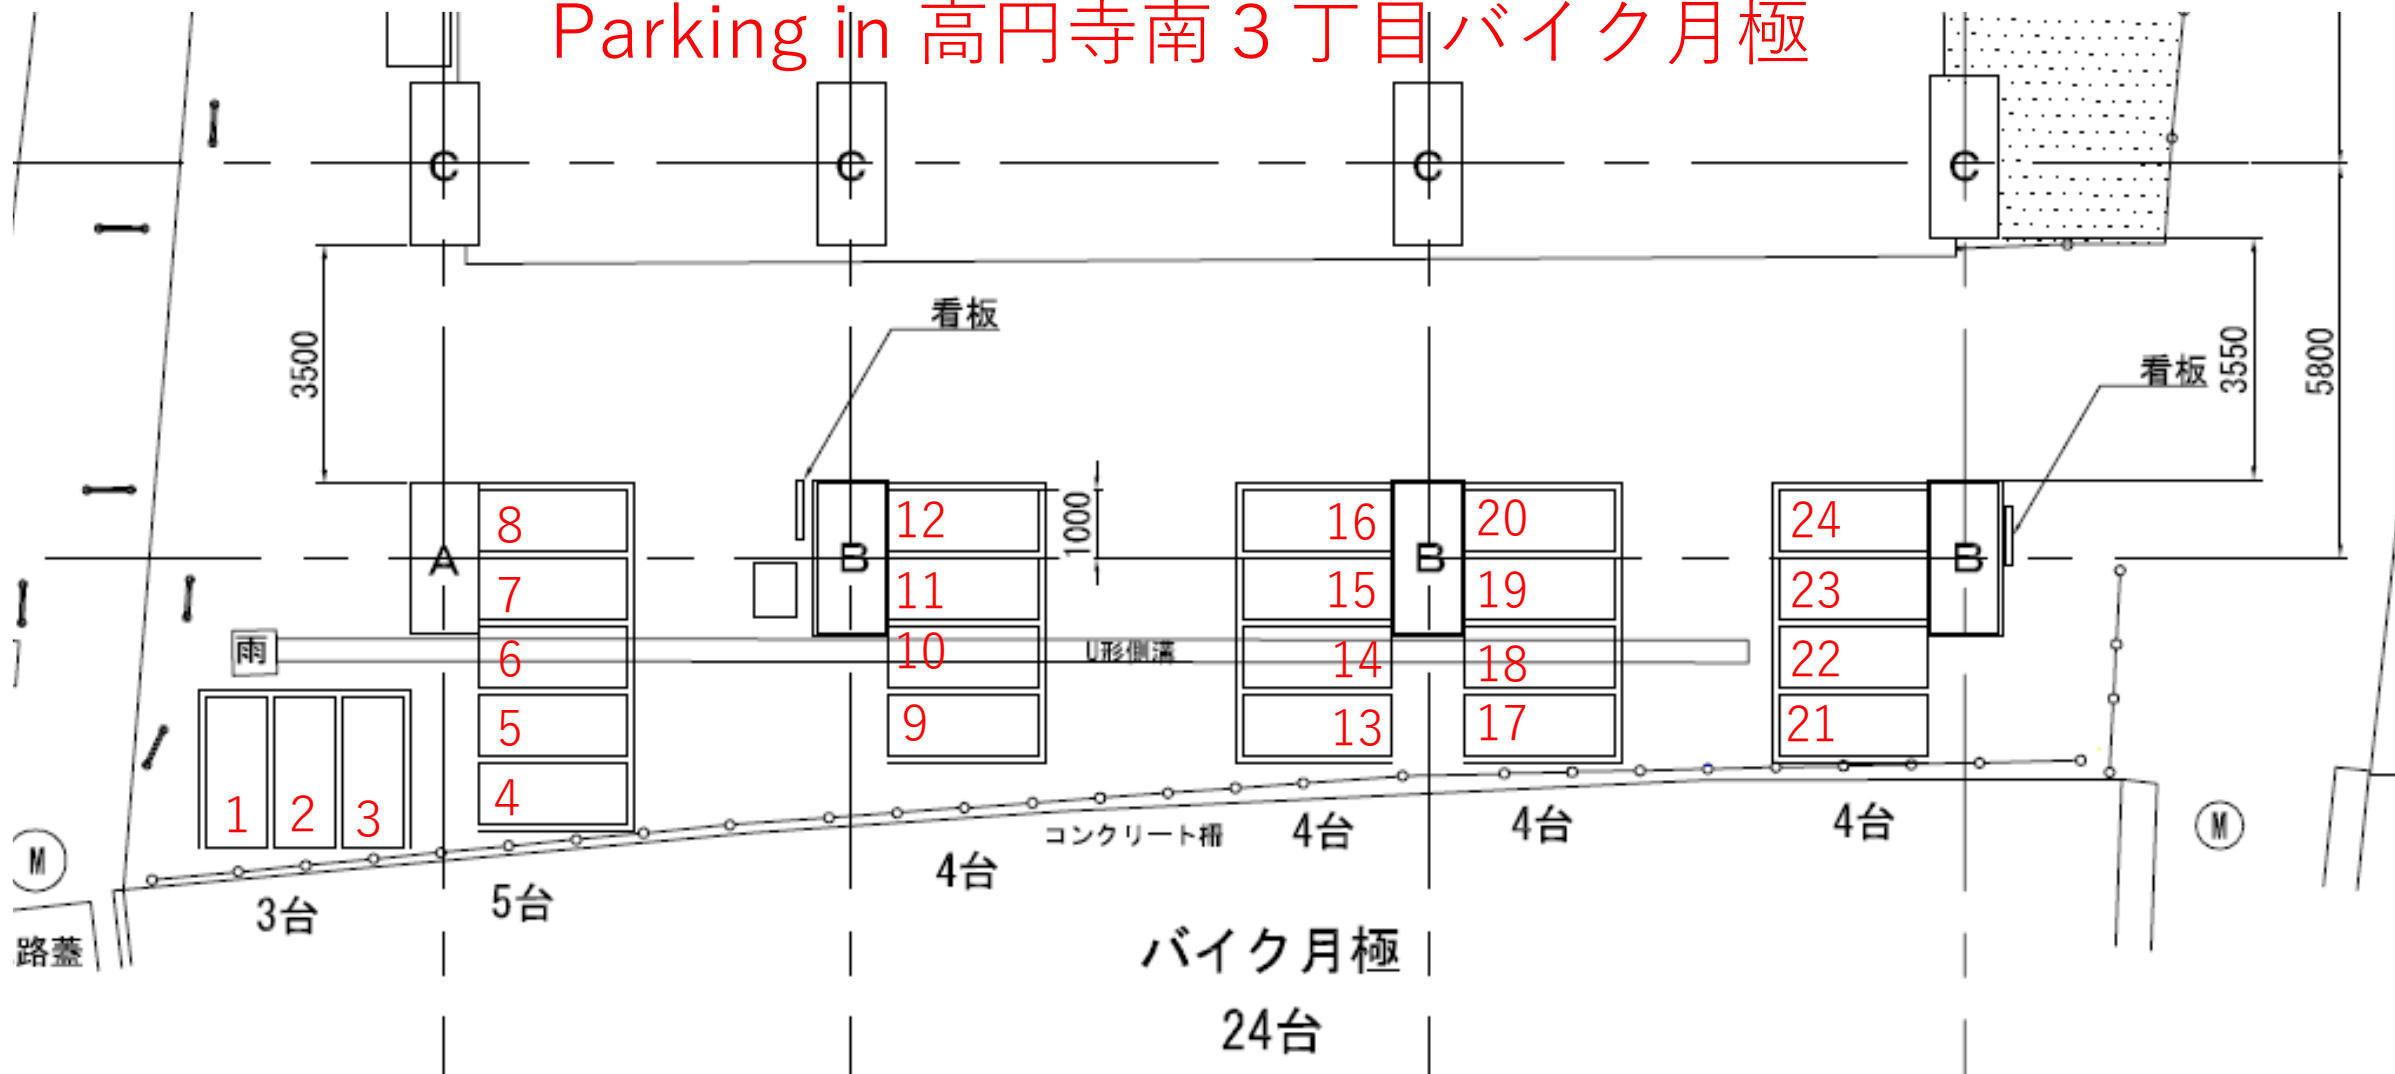 Parking in 高円寺南3丁目バイク月極
C
C
C
C
看板
3500
看板
3550
5800
8
12
1000
16
20
24
A
B
B
B
7
11
15
19
23
雨
6
10
U形側溝
14
18
22
5
9
13
17
21
1
2
3
4
コンクリート柵
4台
4台
4台
M
M
4台
5台
3台
路蓋
バイク月極
24台